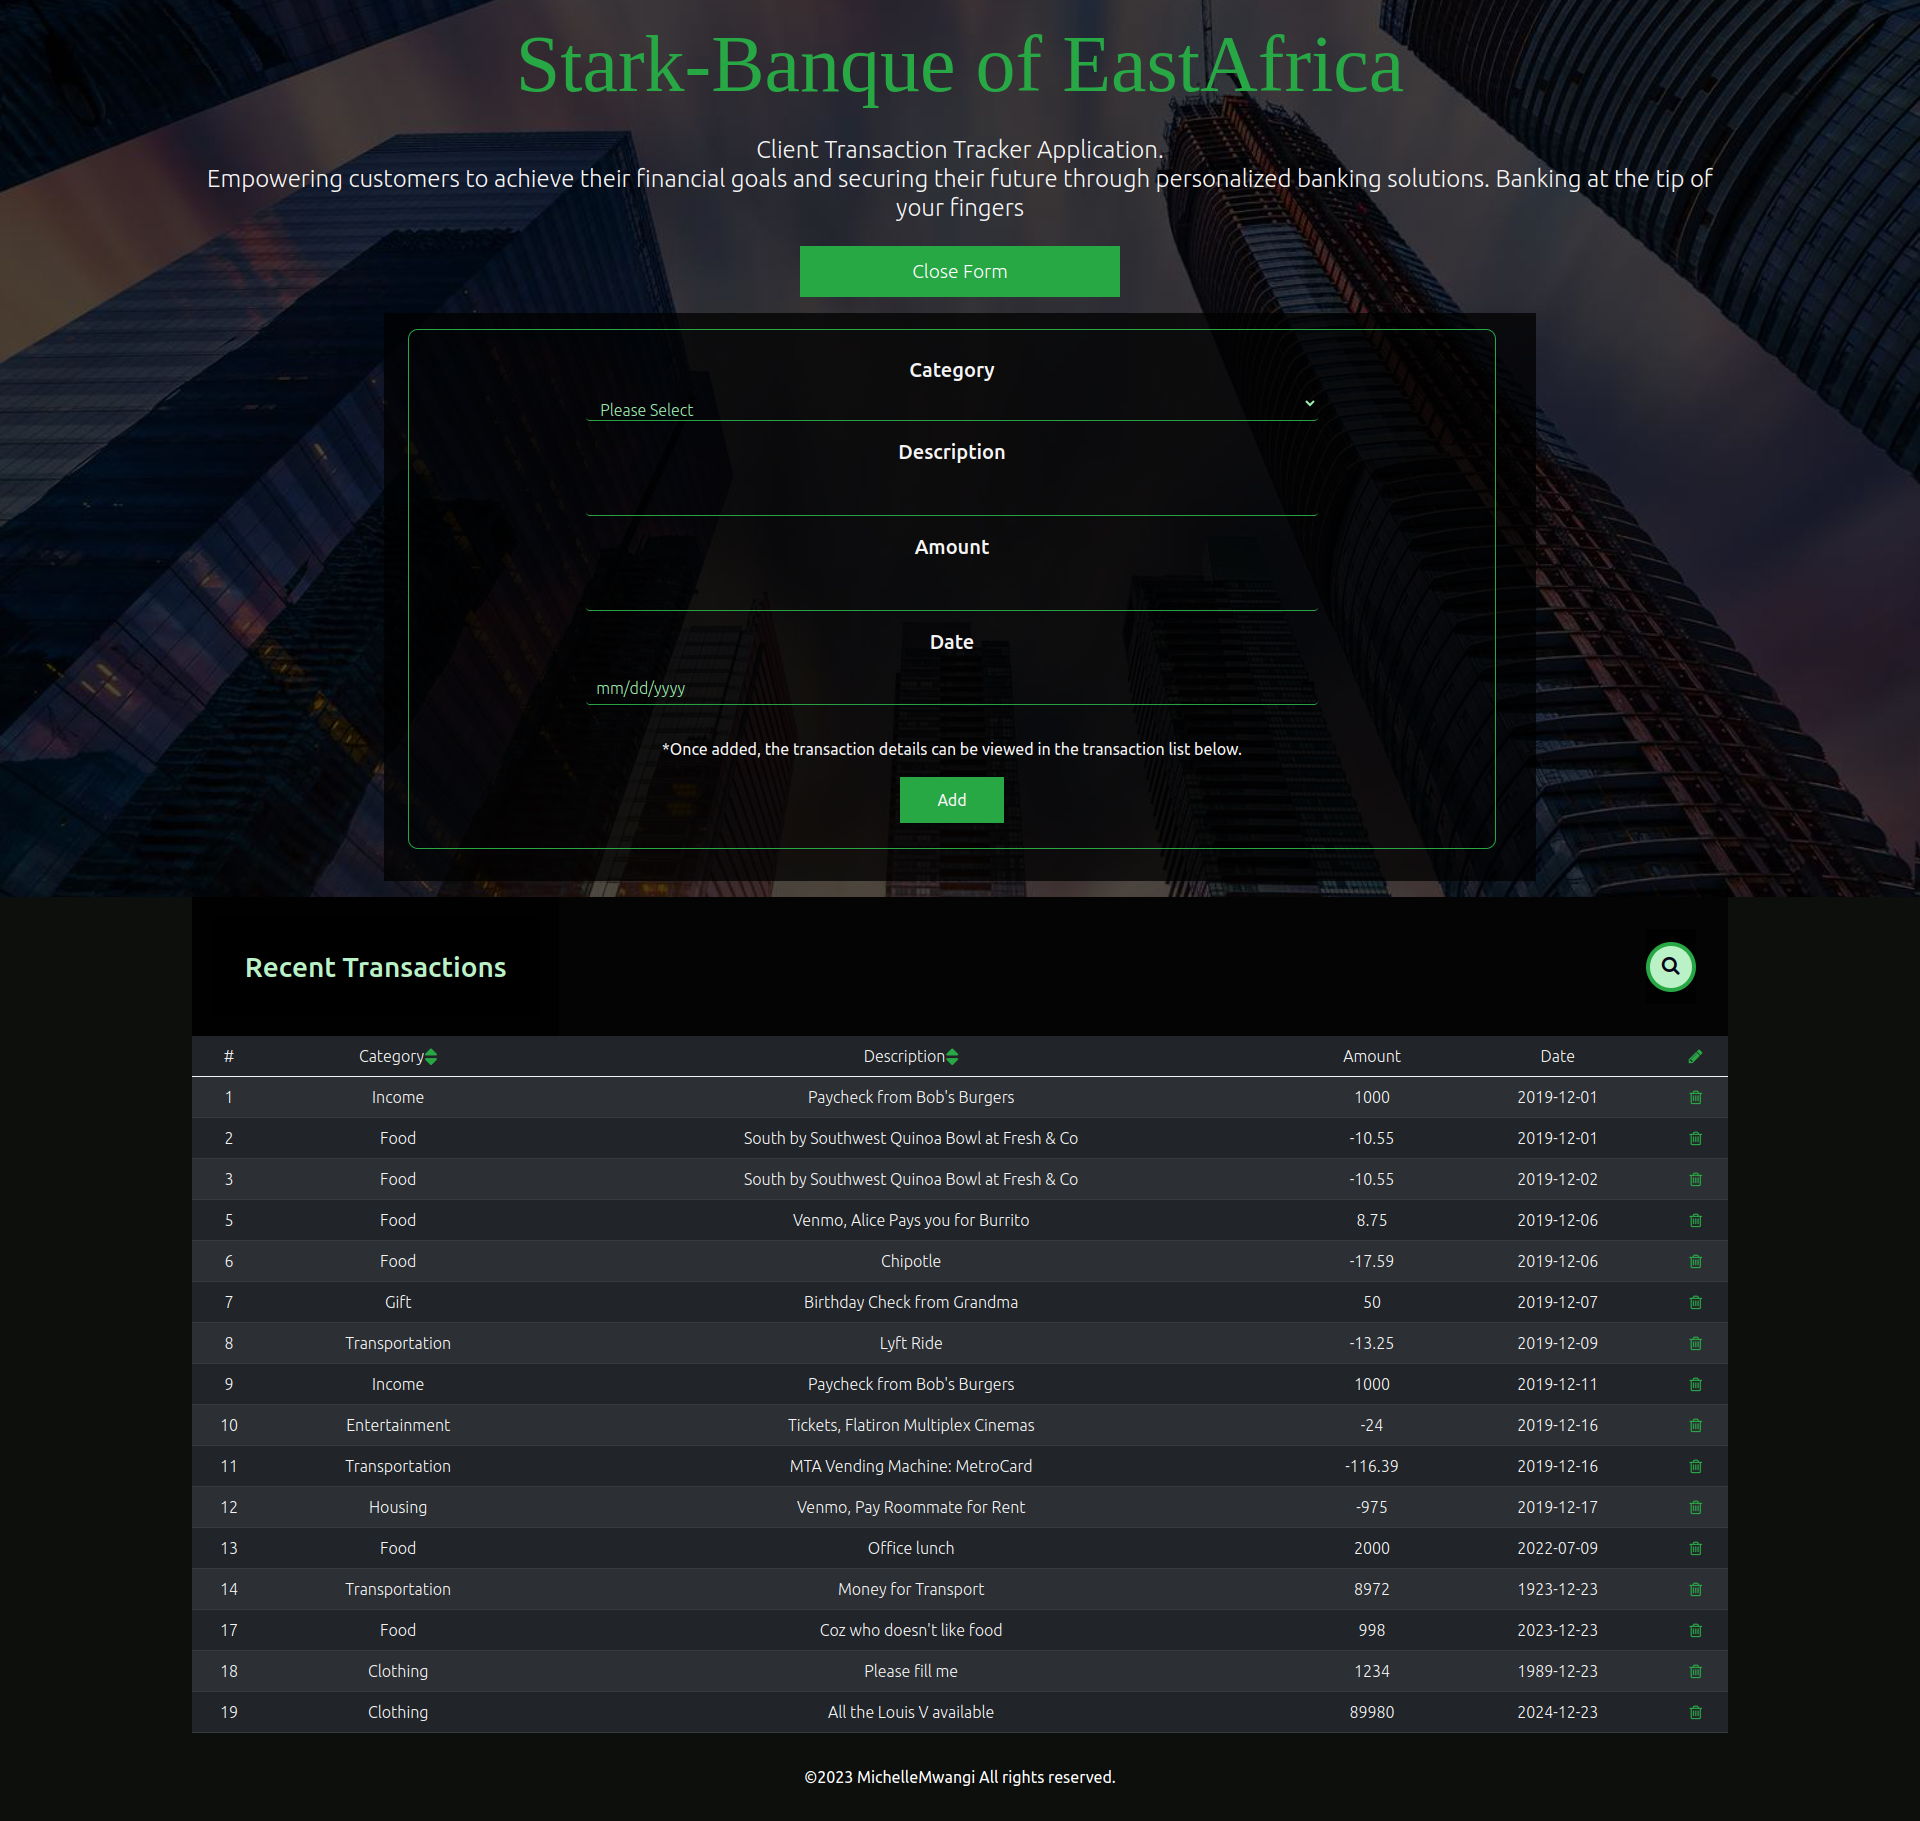 Stark-Banque of EastAfrica
Client Transaction Tracker Application.
Empowering customers to achieve their financial goals and securing their future through personalized banking solutions. Banking at the tip of
your fingers
Close Form
Category
Please Select
Description
Amount
Date
mm/dd/yyyy
*Once added, the transaction details can be viewed in the transaction list below.
Add
Recent Transactions
# Category Description Amount Date
1 Income Paycheck from Bob's Burgers 1000 2019-12-01
2 Food South by Southwest Quinoa Bowl at Fresh & Co -10.55 2019-12-01
3 Food South by Southwest Quinoa Bowl at Fresh & Co -10.55 2019-12-02
5 Food Venmo, Alice Pays you for Burrito 8.75 2019-12-06
6 Food Chipotle -17.59 2019-12-06
7 Gift Birthday Check from Grandma 50 2019-12-07
8 Transportation Lyft Ride -13.25 2019-12-09
9 Income Paycheck from Bob's Burgers 1000 2019-12-11
10 Entertainment Tickets, Flatiron Multiplex Cinemas -24 2019-12-16
11 Transportation MTA Vending Machine: MetroCard -116.39 2019-12-16
12 Housing Venmo, Pay Roommate for Rent -975 2019-12-17
13 Food Office lunch 2000 2022-07-09
14 Transportation Money for Transport 8972 1923-12-23
17 Food Coz who doesn't like food 998 2023-12-23
18 Clothing Please fill me 1234 1989-12-23
19 Clothing All the Louis V available 89980 2024-12-23
©2023 MichelleMwangi All rights reserved.